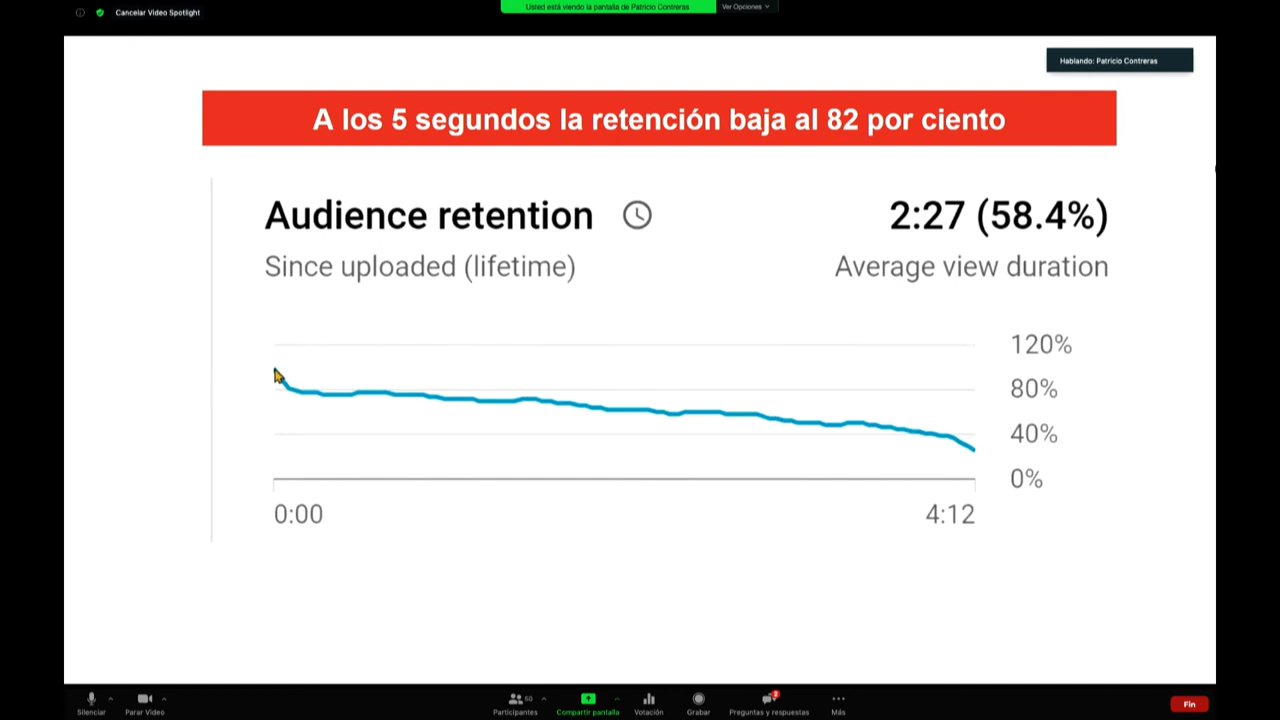 Cancelar Video Spotlight
Usted está viendo la pantalla de Patricio Contreras
Ver Opciones
Hablando: Patricio Contreras
A los 5 segundos la retención baja al 82 por ciento
Audience retention
2:27 (58.4%)
Since uploaded (lifetime)
Average view duration
120%
80%
40%
0%
0:00
4:12
Silenciar
Parar Video
Participantes
50
Compartir pantalla
Votación
Grabar
Preguntas y respuestas
2
Más
Fin